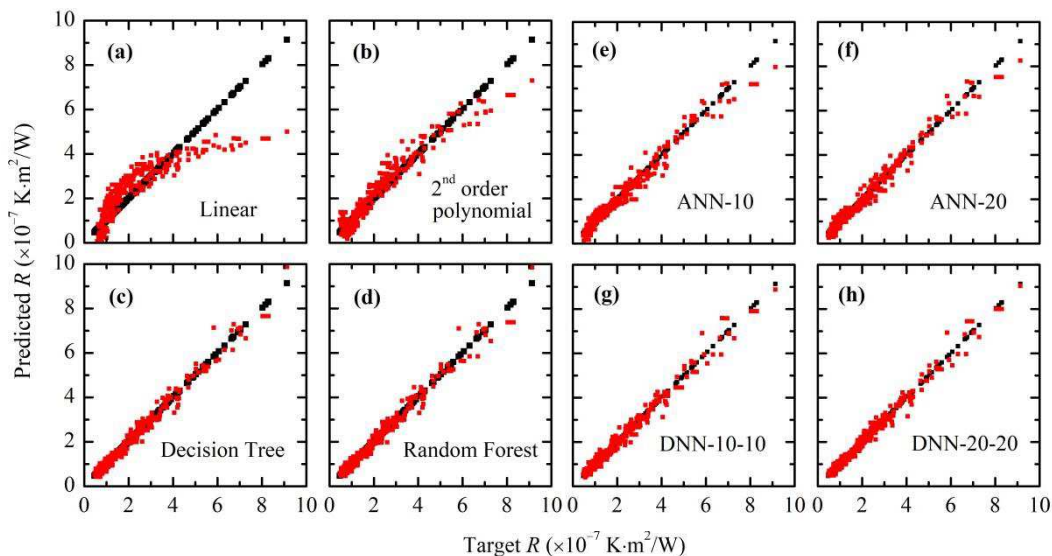 Predicted R (×10⁻⁷ K·m²/W)
10
8
6
4
2
0
(a)
Linear
(b)
2nd order
polynomial
(e)
ANN-10
(f)
ANN-20
10
8
6
4
2
0
(c)
Decision Tree
(d)
Random Forest
(g)
DNN-10-10
(h)
DNN-20-20
0 2 4 6 8 10
0 2 4 6 8 10
0 2 4 6 8 10
0 2 4 6 8 10
Target R (×10⁻⁷ K·m²/W)